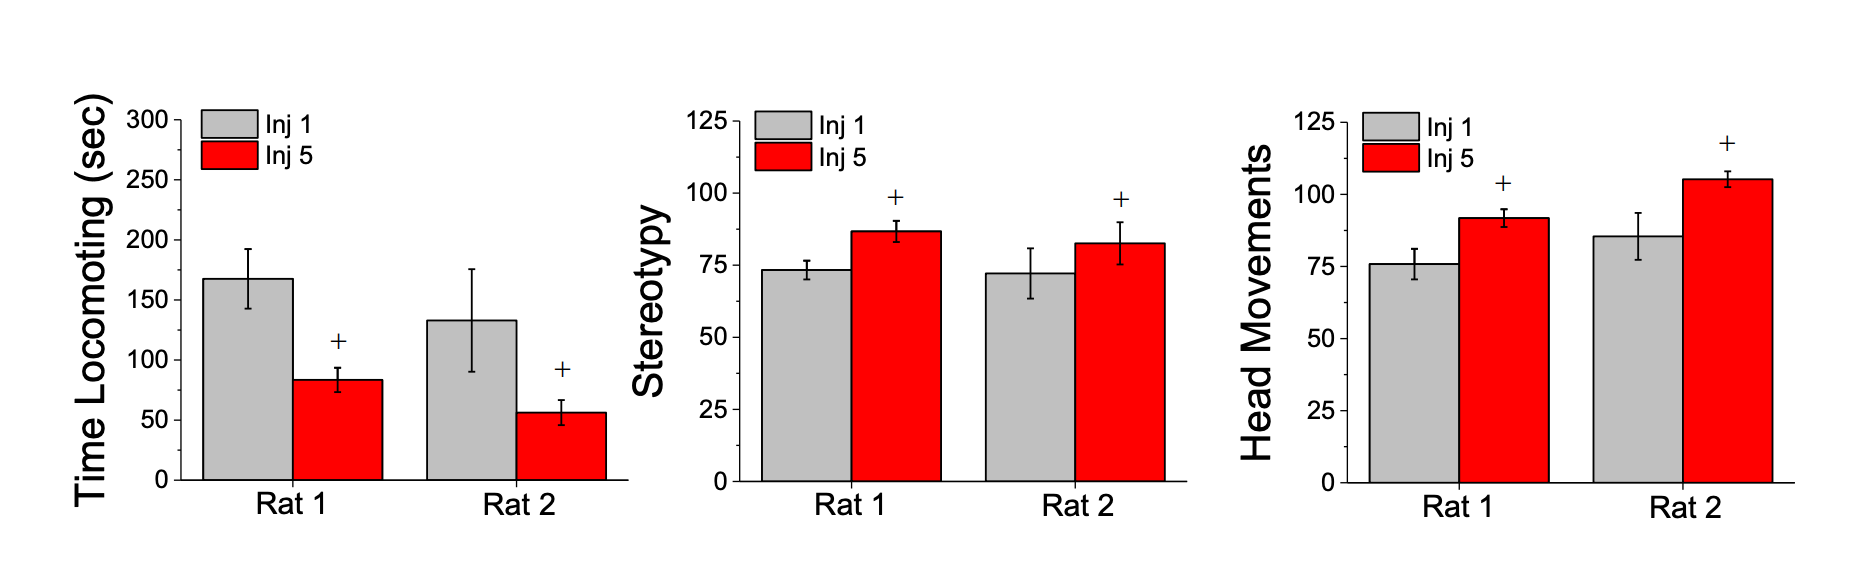 Time Locomoting (sec)
300
250
200
150
100
50
0
Inj 1
Inj 5
+
+
Rat 1
Rat 2
Stereotypy
125
100
75
50
25
0
Inj 1
Inj 5
+
+
Rat 1
Rat 2
Head Movements
125
100
75
50
25
0
Inj 1
Inj 5
+
+
Rat 1
Rat 2